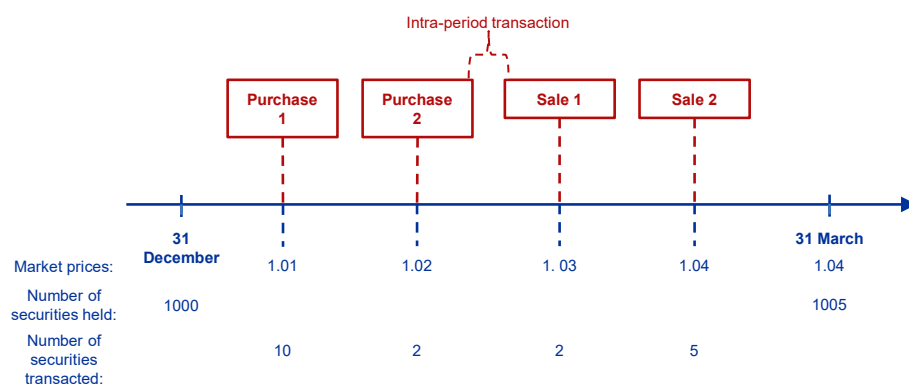 Intra-period transaction
Purchase
1
Purchase
2
Sale 1
Sale 2
31
December
31 March
Market prices:
1.01
1.02
1. 03
1.04
1.04
Number of
securities held:
1000
1005
Number of
securities
transacted:
10
2
2
5